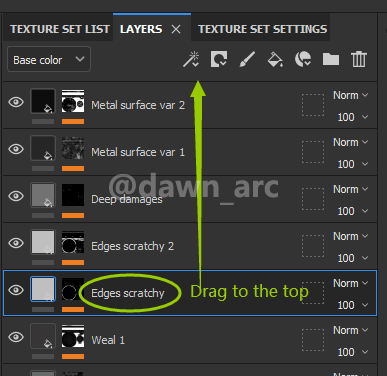 TEXTURE SET LIST LAYERS × TEXTURE SET SETTINGS
Base color
Metal surface var 2 Norm
100
Metal surface var 1 Norm
100
@dawn_arc
Deep damages Norm
100
Edges scratchy 2 Norm
100
Edges scratchy Drag to the top Norm
100
Weal 1 Norm
100